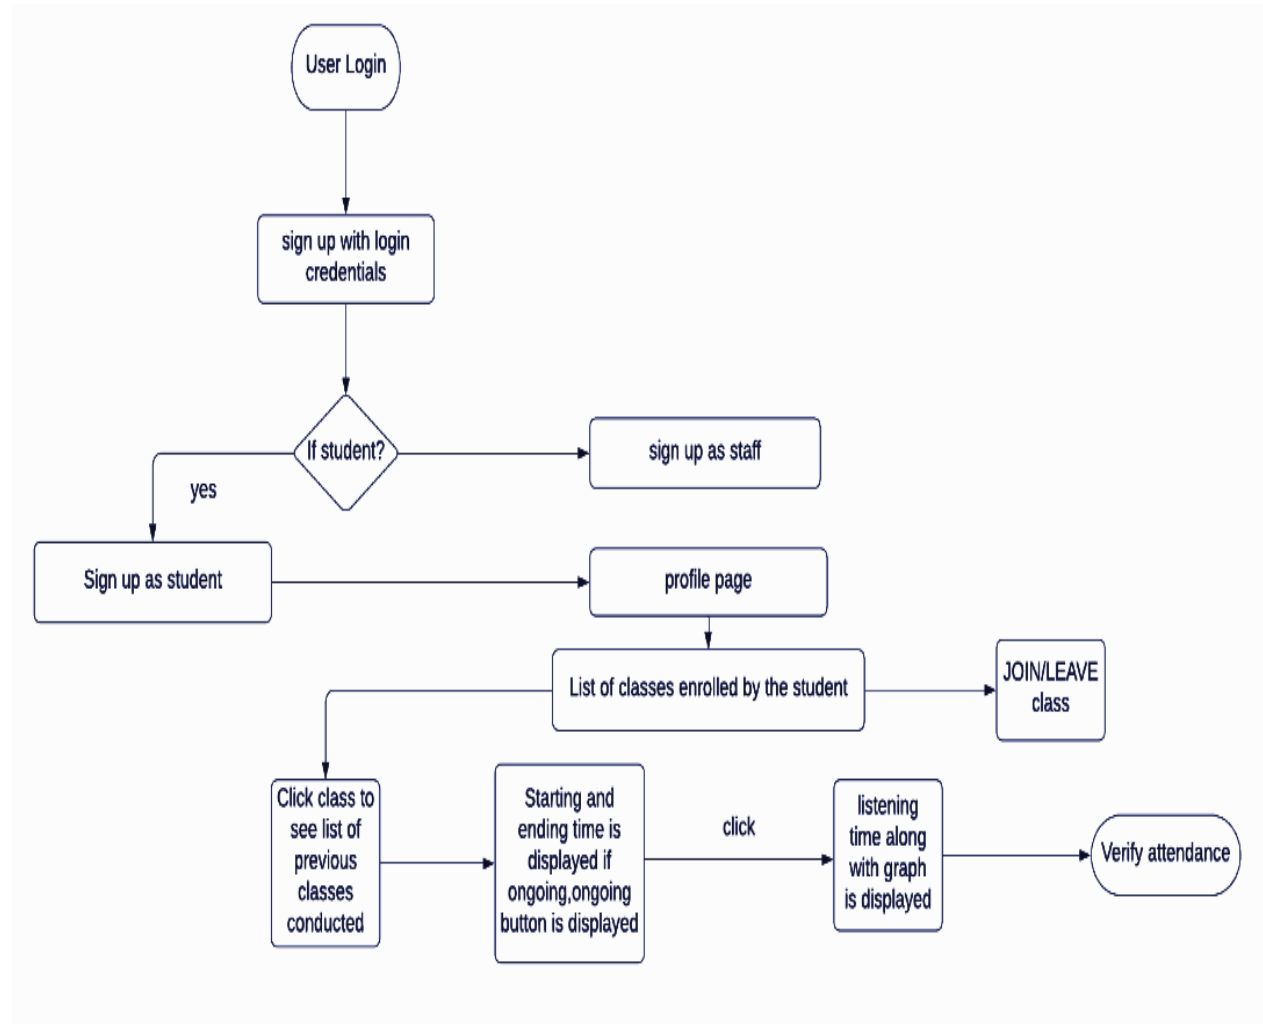 User Login
sign up with login
credentials
If student?
sign up as staff
yes
Sign up as student
profile page
List of classes enrolled by the student
JOIN/LEAVE
class
Click class to
see list of
previous
classes
conducted
Starting and
ending time is
displayed if
ongoing,ongoing
button is displayed
click
listening
time along
with graph
is displayed
Verify attendance